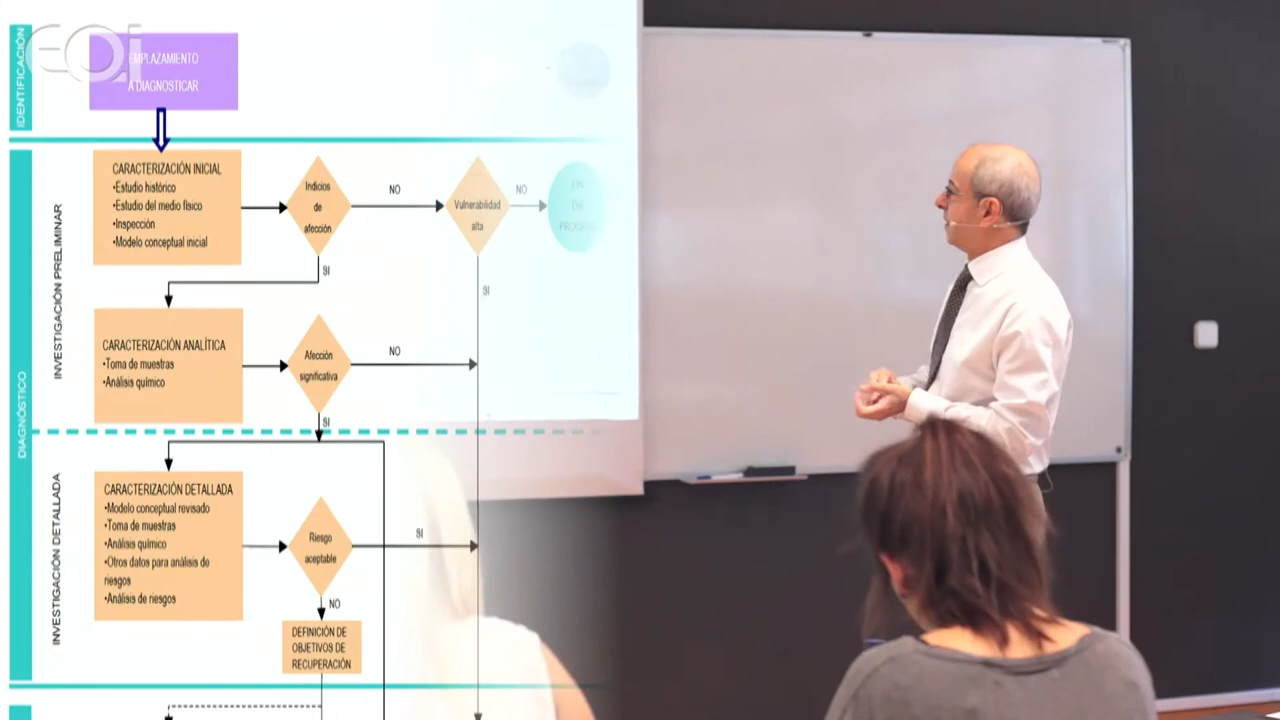 EOi
IDENTIFICACIÓN
EMPLAZAMIENTO
A DIAGNOSTICAR
DIAGNÓSTICO
INVESTIGACIÓN PRELIMINAR
CARACTERIZACIÓN INICIAL
•Estudio histórico
•Estudio del medio físico
•Inspección
•Modelo conceptual inicial
Indicios
de
afección
NO
Vulnerabilidad
alta
NO
FIN
DE
PROCESO
SI
SI
CARACTERIZACIÓN ANALÍTICA
•Toma de muestras
•Análisis químico
Afección
significativa
NO
SI
INVESTIGACIÓN DETALLADA
CARACTERIZACIÓN DETALLADA
•Modelo conceptual revisado
•Toma de muestras
•Análisis químico
•Otros datos para análisis de
riesgos
•Análisis de riesgos
Riesgo
aceptable
SI
NO
DEFINICIÓN DE
OBJETIVOS DE
RECUPERACIÓN